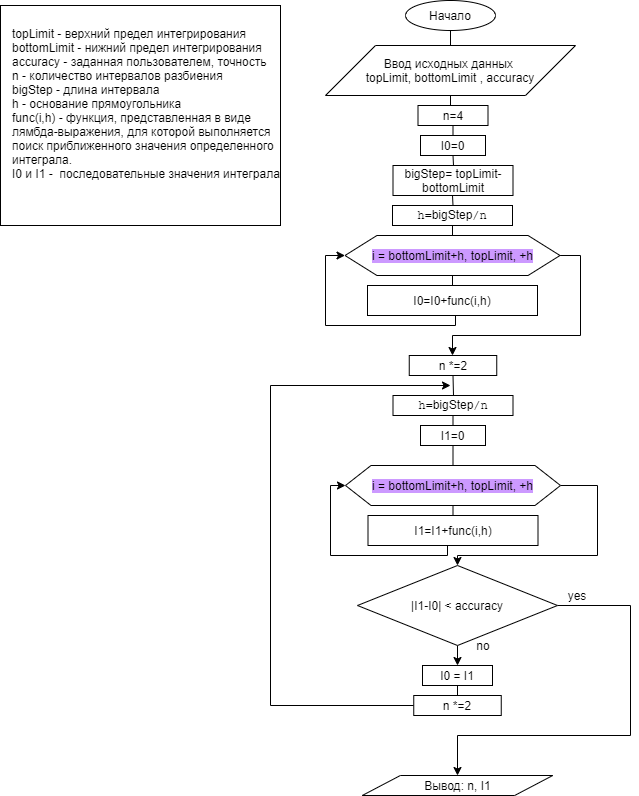 topLimit - верхний предел интегрирования
bottomLimit - нижний предел интегрирования
accuracy - заданная пользователем, точность
n - количество интервалов разбиения
bigStep - длина интервала
h - основание прямоугольника
func(i,h) - функция, представленная в виде
лямбда-выражения, для которой выполняется
поиск приближенного значения определенного
интеграла.
I0 и I1 - последовательные значения интеграла
Начало
Ввод исходных данных
topLimit, bottomLimit , accuracy
n=4
I0=0
bigStep= topLimit-
bottomLimit
h=bigStep/n
i = bottomLimit+h, topLimit, +h
I0=I0+func(i,h)
n *=2
h=bigStep/n
I1=0
i = bottomLimit+h, topLimit, +h
I1=I1+func(i,h)
|I1-I0| < accuracy
yes
no
I0 = I1
n *=2
Вывод: n, I1